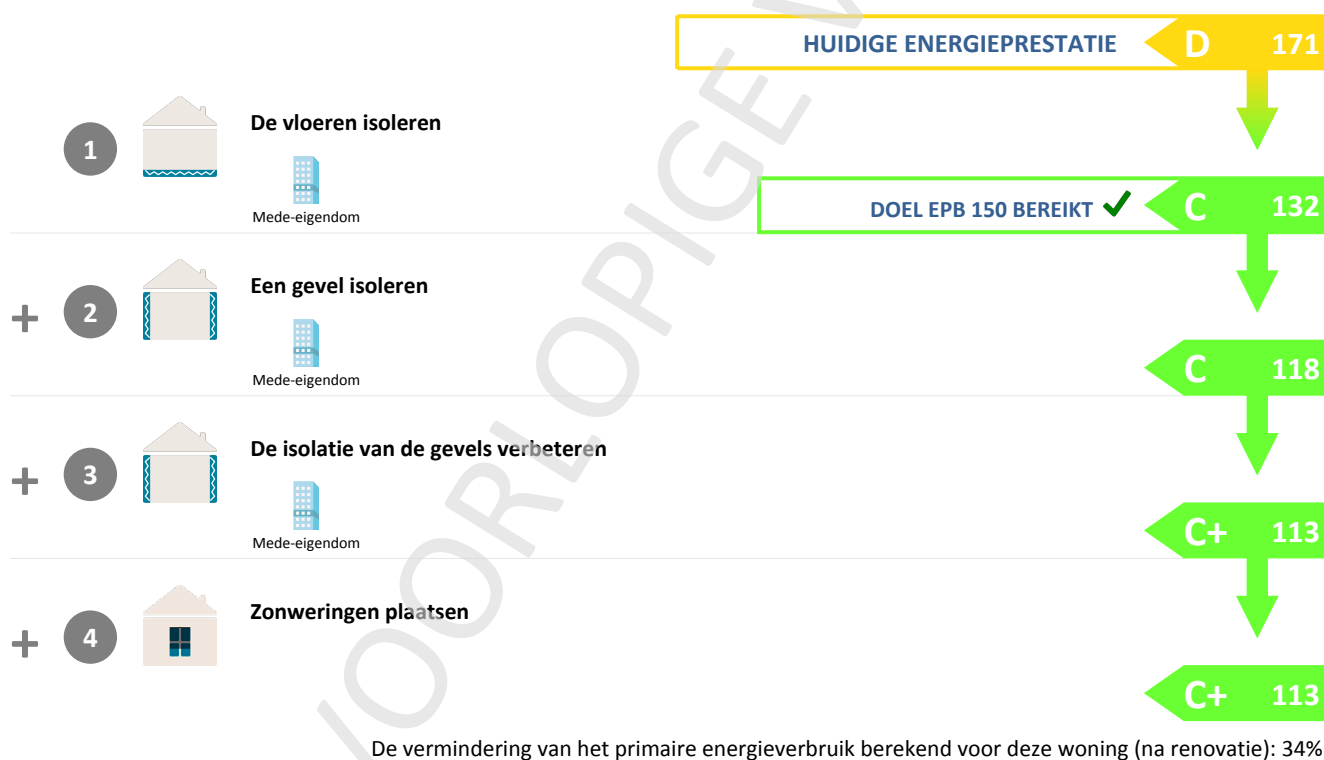 HUIDIGE ENERGIEPRESTATIE D 171
1 De vloeren isoleren
Mede-eigendom
DOEL EPB 150 BEREIKT C 132
+ 2 Een gevel isoleren
Mede-eigendom
C 118
+ 3 De isolatie van de gevels verbeteren
Mede-eigendom
C+ 113
+ 4 Zonweringen plaatsen
C+ 113
De vermindering van het primaire energieverbruik berekend voor deze woning (na renovatie): 34%
VOORLOPIGE